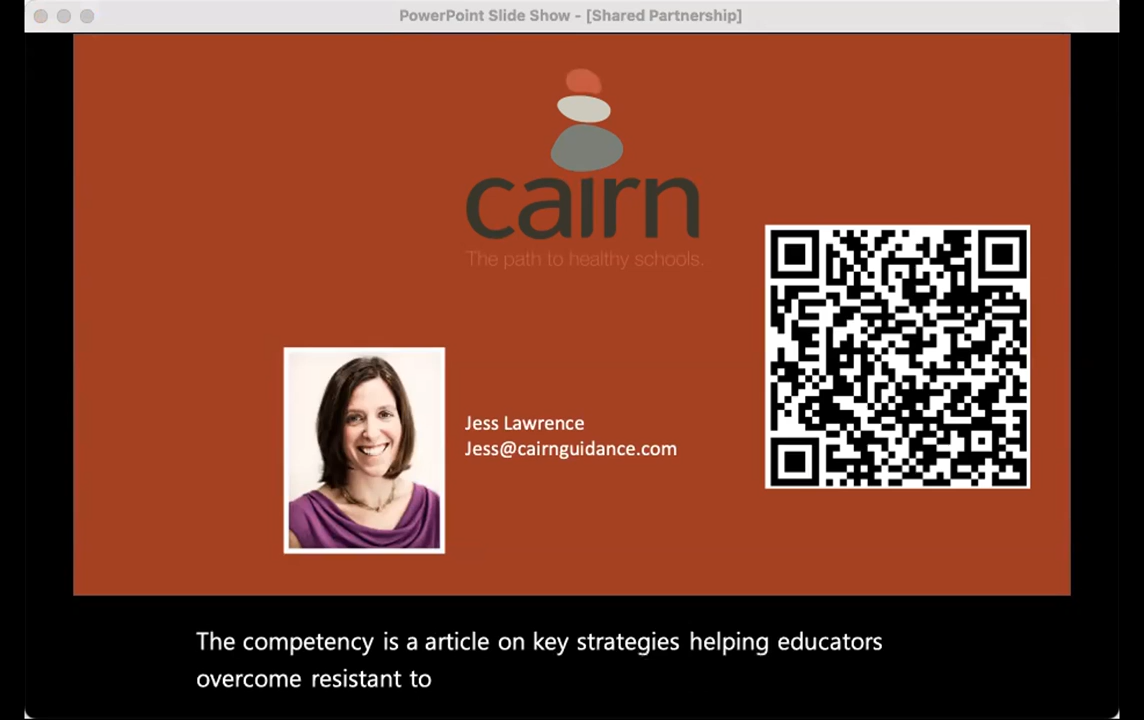 PowerPoint Slide Show - [Shared Partnership]
cairn
The path to healthy schools.
Jess Lawrence
Jess@cairnguidance.com
The competency is a article on key strategies helping educators
overcome resistant to